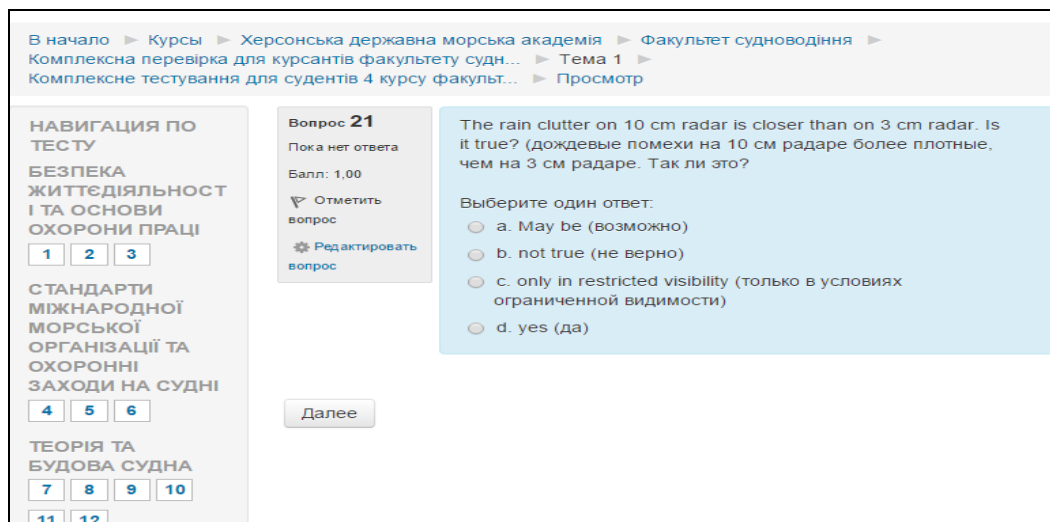 В начало ► Курсы ► Херсонська державна морська академія ► Факультет судноводіння ►
Комплексна перевірка для курсантів факультету судн... ► Тема 1 ►
Комплексне тестування для судентів 4 курсу факульт... ► Просмотр
НАВИГАЦИЯ ПО
ТЕСТУ
БЕЗПЕКА
ЖИТТЄДІЯЛЬНОСТ
І ТА ОСНОВИ
ОХОРОНИ ПРАЦІ
1 2 3
СТАНДАРТИ
МІЖНАРОДНОЇ
МОРСЬКОЇ
ОРГАНІЗАЦІЇ ТА
ОХОРОННІ
ЗАХОДИ НА СУДНІ
4 5 6
ТЕОРІЯ ТА
БУДОВА СУДНА
7 8 9 10
11 12
Вопрос 21
Пока нет ответа
Балл: 1,00
Отметить
вопрос
Редактировать
вопрос
The rain clutter on 10 cm radar is closer than on 3 cm radar. Is
it true? (дождевые помехи на 10 см радаре более плотные,
чем на 3 см радаре. Так ли это?
Выберите один ответ:
a. May be (возможно)
b. not true (не верно)
c. only in restricted visibility (только в условиях
ограниченной видимости)
d. yes (да)
Далее